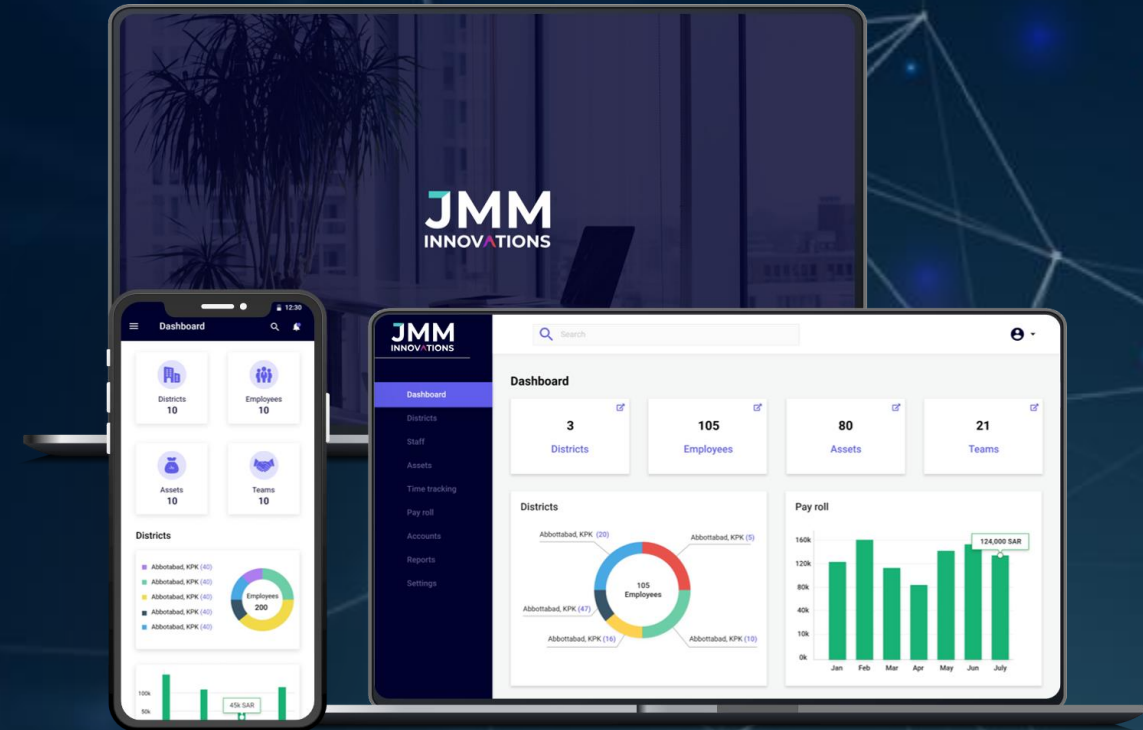 JMM
INNOVATIONS
12:30
Dashboard
Districts
10
Employees
10
Assets
10
Teams
10
Districts
Abbotabad, KPK (40)
Abbotabad, KPK (40)
Abbotabad, KPK (40)
Abbotabad, KPK (40)
Abbotabad, KPK (40)
Employees
200
100k
50k
45k SAR
JMM
INNOVATIONS
Dashboard
Districts
Staff
Assets
Time tracking
Pay roll
Accounts
Reports
Settings
Search
Dashboard
3
Districts
105
Employees
80
Assets
21
Teams
Districts
Abbottabad, KPK (20)
Abbottabad, KPK (5)
105
Employees
Abbottabad, KPK (47)
Abbottabad, KPK (16)
Abbottabad, KPK (10)
Pay roll
160k
120k
80k
40k
10k
0k
124,000 SAR
Jan Feb Mar Apr May Jun July